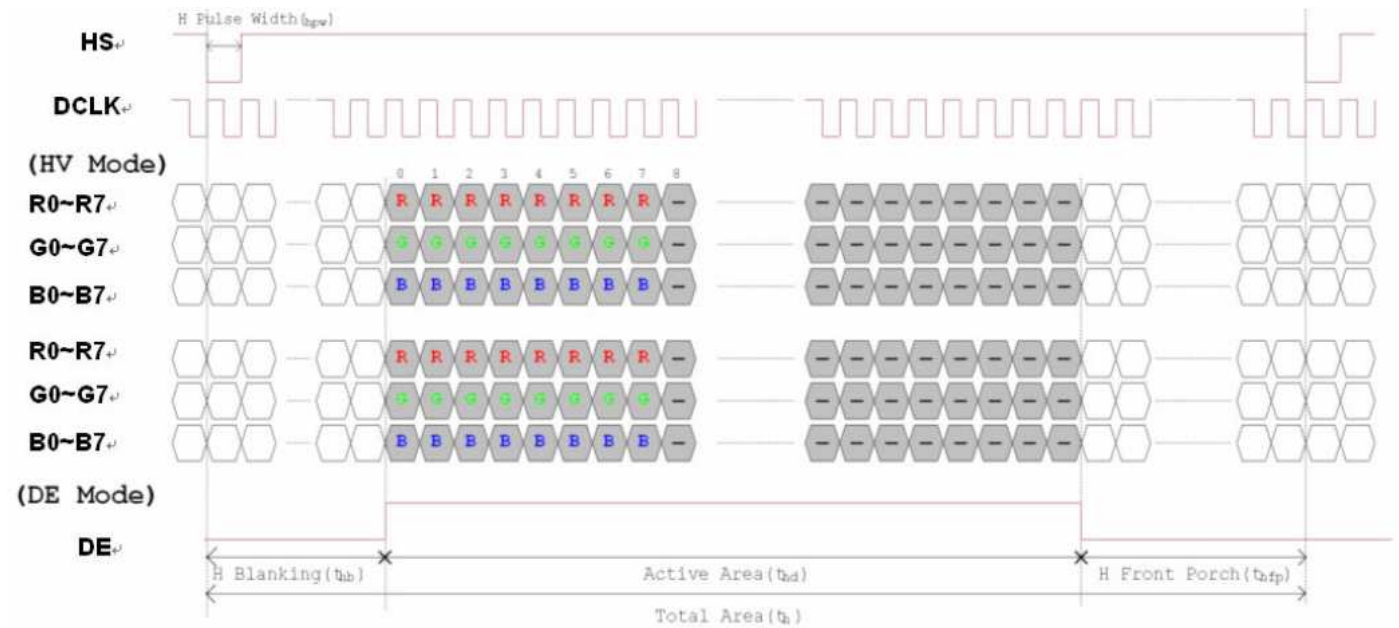 H Pulse Width(thpw)
HS↵
DCLK↵
(HV Mode)
0 1 2 3 4 5 6 7 8
R0~R7↵ R R R R R R R R - - - - - - - - -
G0~G7↵ G G G G G G G G - - - - - - - - -
B0~B7↵ B B B B B B B B - - - - - - - - -
R0~R7↵ R R R R R R R R - - - - - - - - -
G0~G7↵ G G G G G G G G - - - - - - - - -
B0~B7↵ B B B B B B B B - - - - - - - - -
(DE Mode)
DE↵
H Blanking(thb) Active Area(thd) H Front Porch(thfp)
Total Area(th)